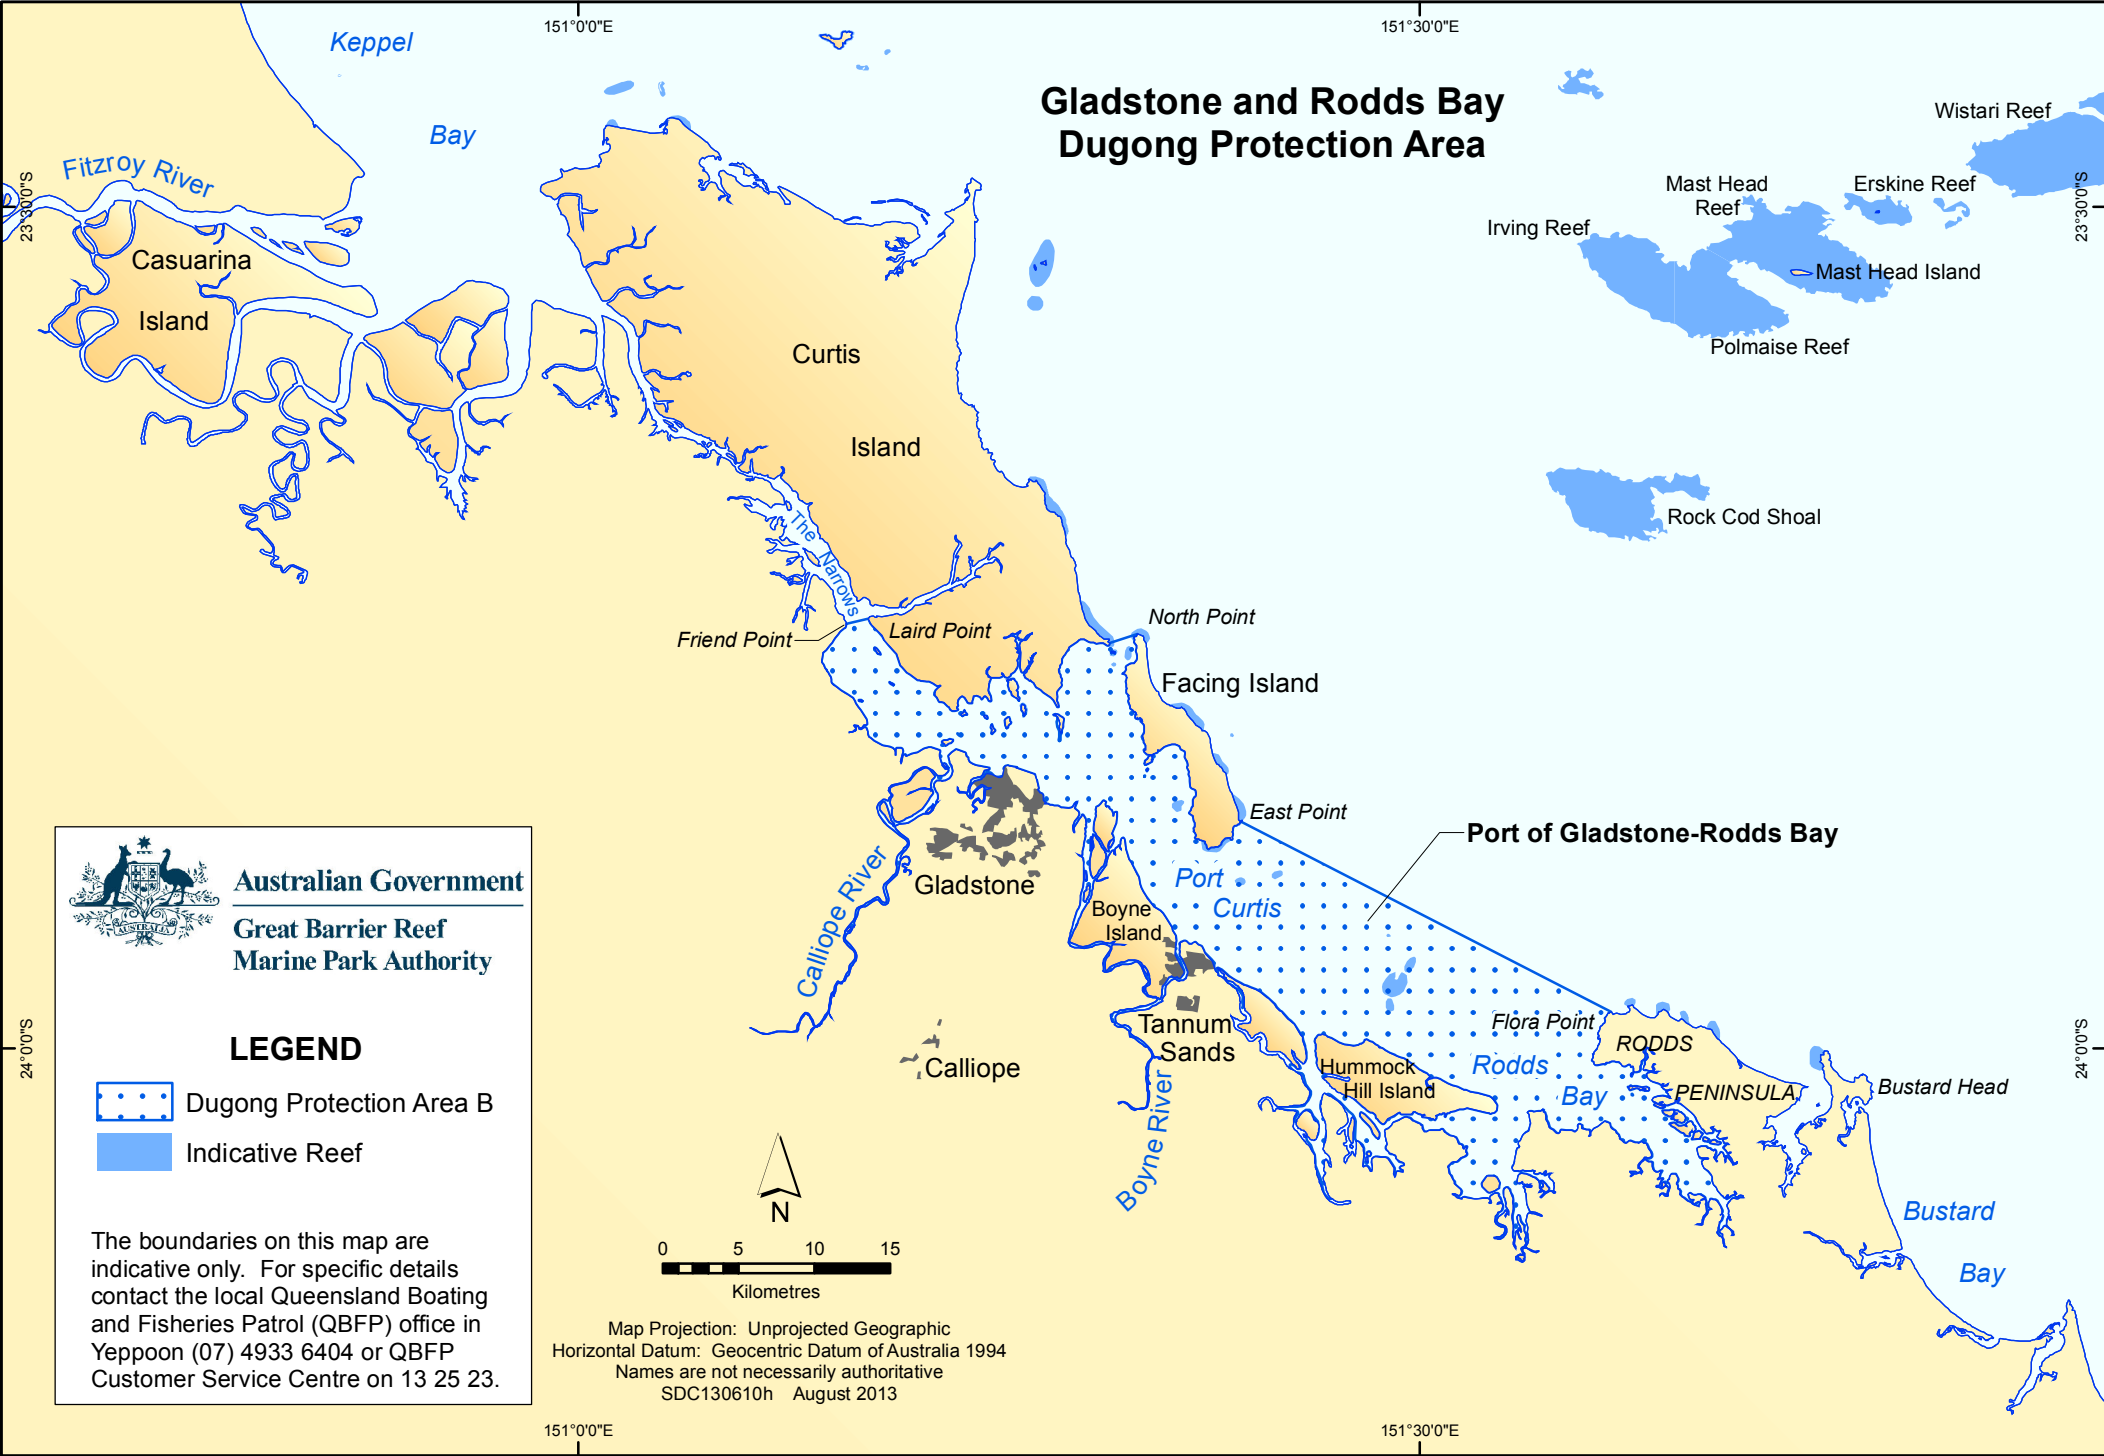 151°0'0"E
151°30'0"E
Keppel
Bay
Gladstone and Rodds Bay
Dugong Protection Area
Wistari Reef
Fitzroy River
Mast Head
Reef
Erskine Reef
23°30'0"S
23°30'0"S
Irving Reef
Casuarina
Island
Mast Head Island
Curtis
Island
Polmaise Reef
Rock Cod Shoal
The Narrows
North Point
Friend Point
Laird Point
Facing Island
East Point
Port of Gladstone-Rodds Bay
Calliope River
Gladstone
Port
Curtis
Boyne
Island
Flora Point
Tannum
Sands
RODDS
PENINSULA
Calliope
Rodds
Bay
Hummock
Hill Island
Bustard Head
Boyne River
24°0'0"S
24°0'0"S
Bustard
Bay
AUSTRALIA
Australian Government
Great Barrier Reef
Marine Park Authority
LEGEND
Dugong Protection Area B
Indicative Reef
The boundaries on this map are
indicative only. For specific details
contact the local Queensland Boating
and Fisheries Patrol (QBFP) office in
Yeppoon (07) 4933 6404 or QBFP
Customer Service Centre on 13 25 23.
N
0 5 10 15
Kilometres
Map Projection: Unprojected Geographic
Horizontal Datum: Geocentric Datum of Australia 1994
Names are not necessarily authoritative
SDC130610h August 2013
151°0'0"E
151°30'0"E